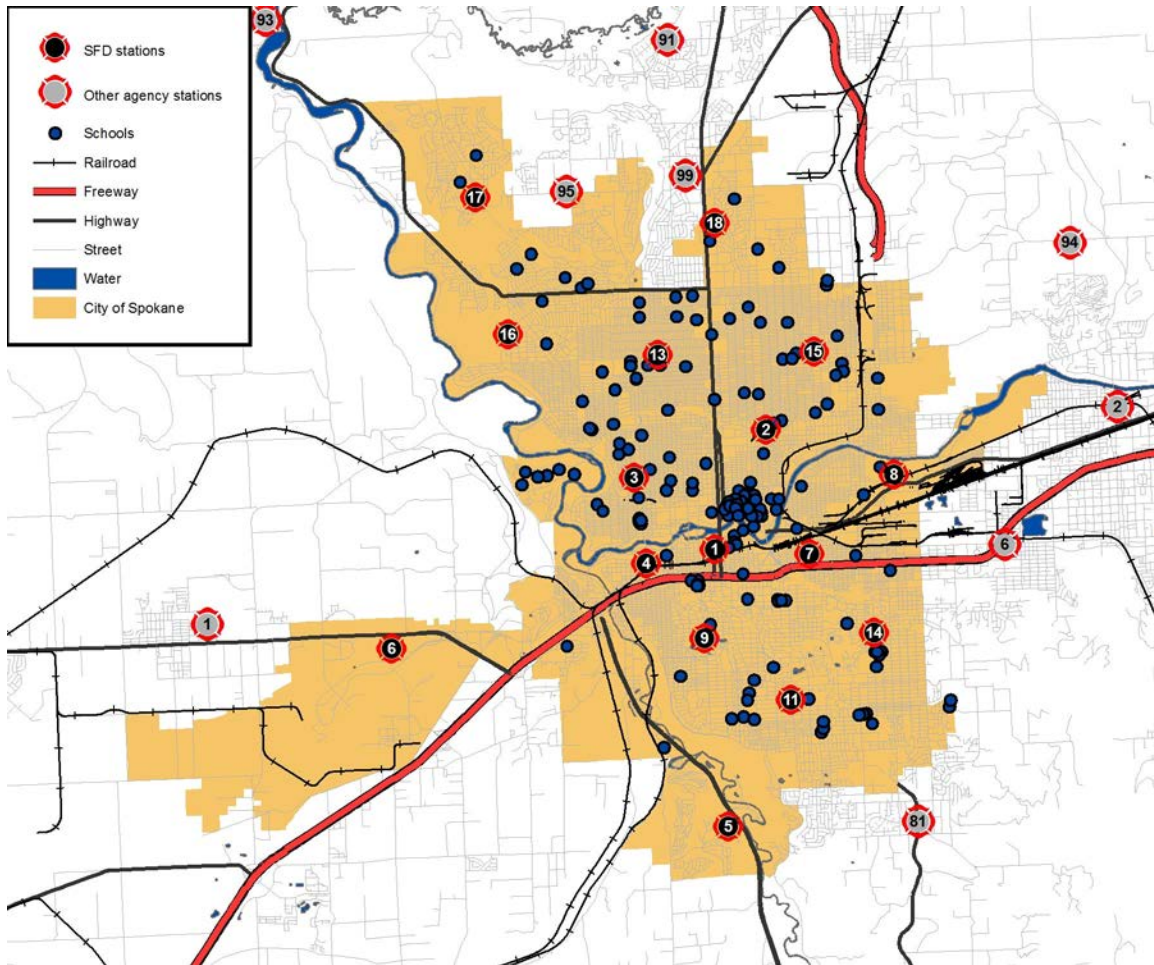 SFD stations
Other agency stations
Schools
Railroad
Freeway
Highway
Street
Water
City of Spokane
93
91
99
95
17
18
94
16
13
15
2
2
3
8
1
7
6
4
1
14
9
6
11
5
81